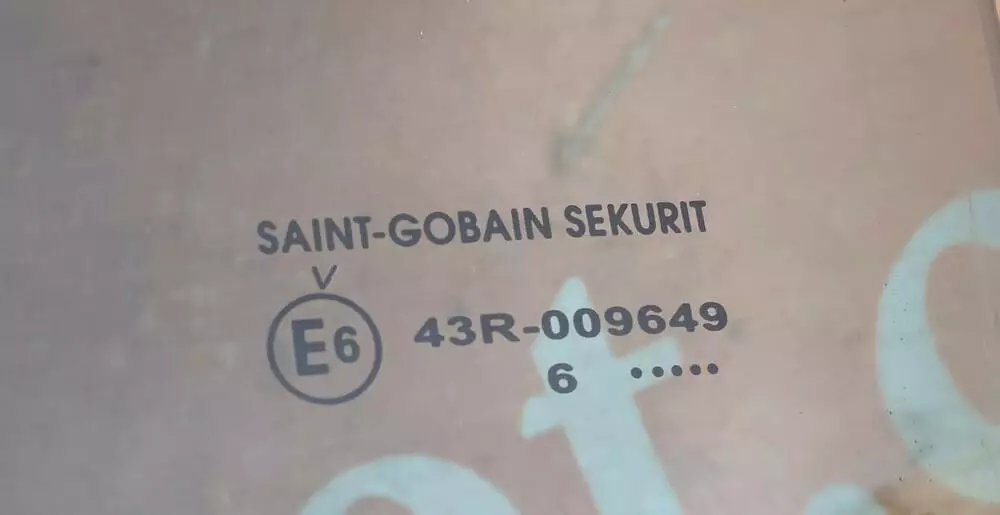 SAINT-GOBAIN SEKURIT
V
E6 43R-009649
6 •••••
t.